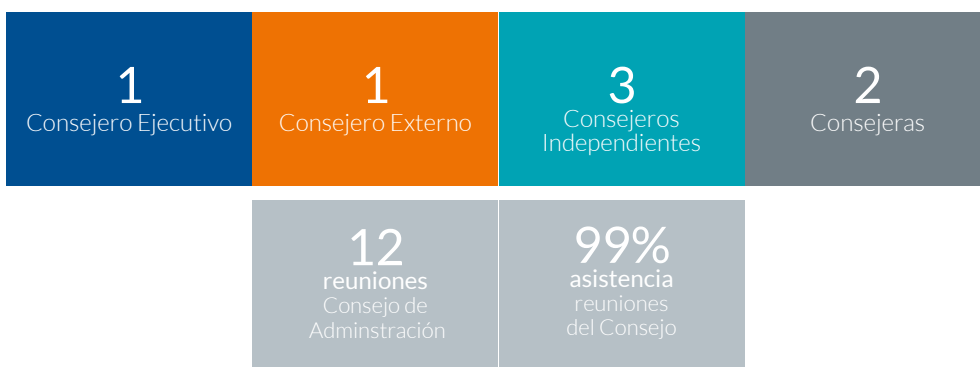 1
Consejero Ejecutivo
1
Consejero Externo
3
Consejeros
Independientes
2
Consejeras
12
reuniones
Consejo de
Adminstración
99%
asistencia
reuniones
del Consejo